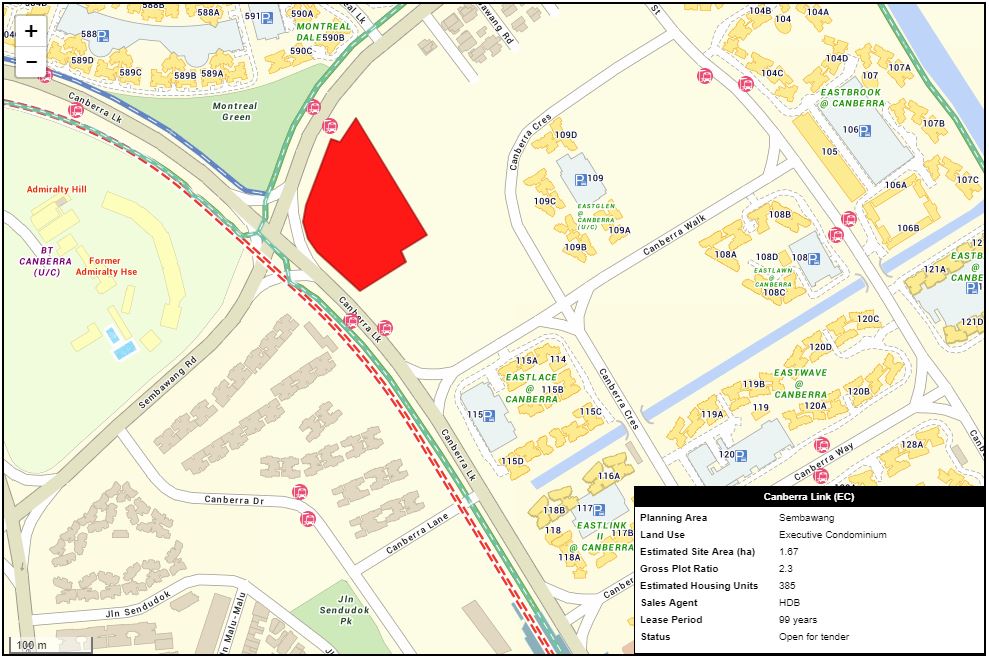 +
−
588A
588
589D
589C
589B
589A
591
590A
MONTREAL
DALE
590B
590C
Montreal
Green
Canberra Lk
Sembawang Rd
St
104B
104A
104
104C
104D
107
107A
EASTBROOK
@ CANBERRA
106
105
107B
107C
106A
106B
Canberra Cres
109D
109
109C
EASTGLEN
@
CANBERRA
(U/C)
109A
109B
Canberra Walk
108B
108A
108D
108
EASTLAWN @
CANBERRA
108C
121A
121D
Admiralty Hill
BT
CANBERRA
(U/C)
Former
Admiralty Hse
Canberra Lk
Sembawang Rd
115A
114
EASTLACE
@
CANBERRA
115B
115
115C
115D
Canberra Cres
120C
120D
EASTWAVE
@
CANBERRA
119B
119
119A
120A
120B
120
128A
Canberra Way
Canberra Lk
116A
118B
117
118
117B
EASTLINK
II
@ CANBERRA
118A
Canberra Dr
Canberra Lane
Jln Sendudok
Jln
Sendudok
Pk
Jln Malu-Malu
100 m
Canberra Link (EC)
Planning Area Sembawang
Land Use Executive Condominium
Estimated Site Area (ha) 1.67
Gross Plot Ratio 2.3
Estimated Housing Units 385
Sales Agent HDB
Lease Period 99 years
Status Open for tender